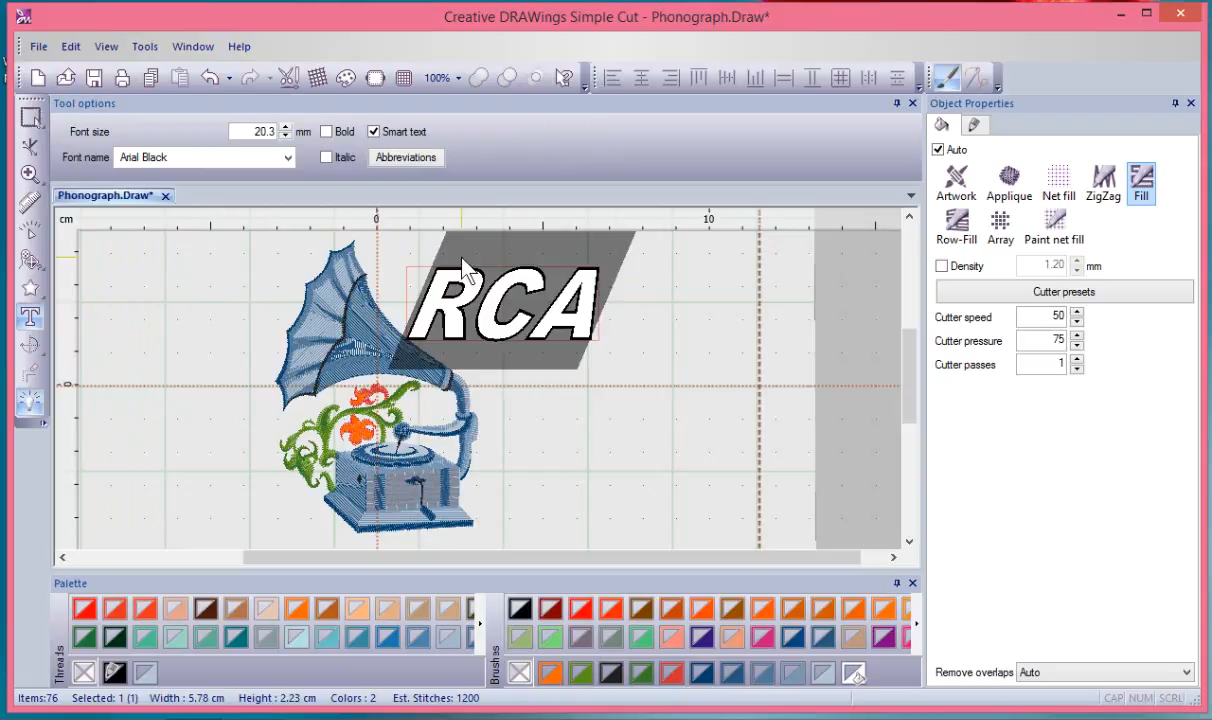 Creative DRAWings Simple Cut - Phonograph.Draw*
File Edit View Tools Window Help
100%
Tool options
Object Properties
Font size 20.3 mm Bold Smart text
Font name Arial Black Italic Abbreviations
Auto
Artwork Applique Net fill ZigZag Fill
Row-Fill Array Paint net fill
Density 1.20 mm
Cutter presets
Cutter speed 50
Cutter pressure 75
Cutter passes 1
Phonograph.Draw*
cm 0 10
0
RCA
Palette
Threads
Brushes
Remove overlaps Auto
Items:76 Selected: 1 (1) Width : 5.78 cm Height : 2.23 cm Colors : 2 Est. Stitches: 1200
CAP NUM SCRL